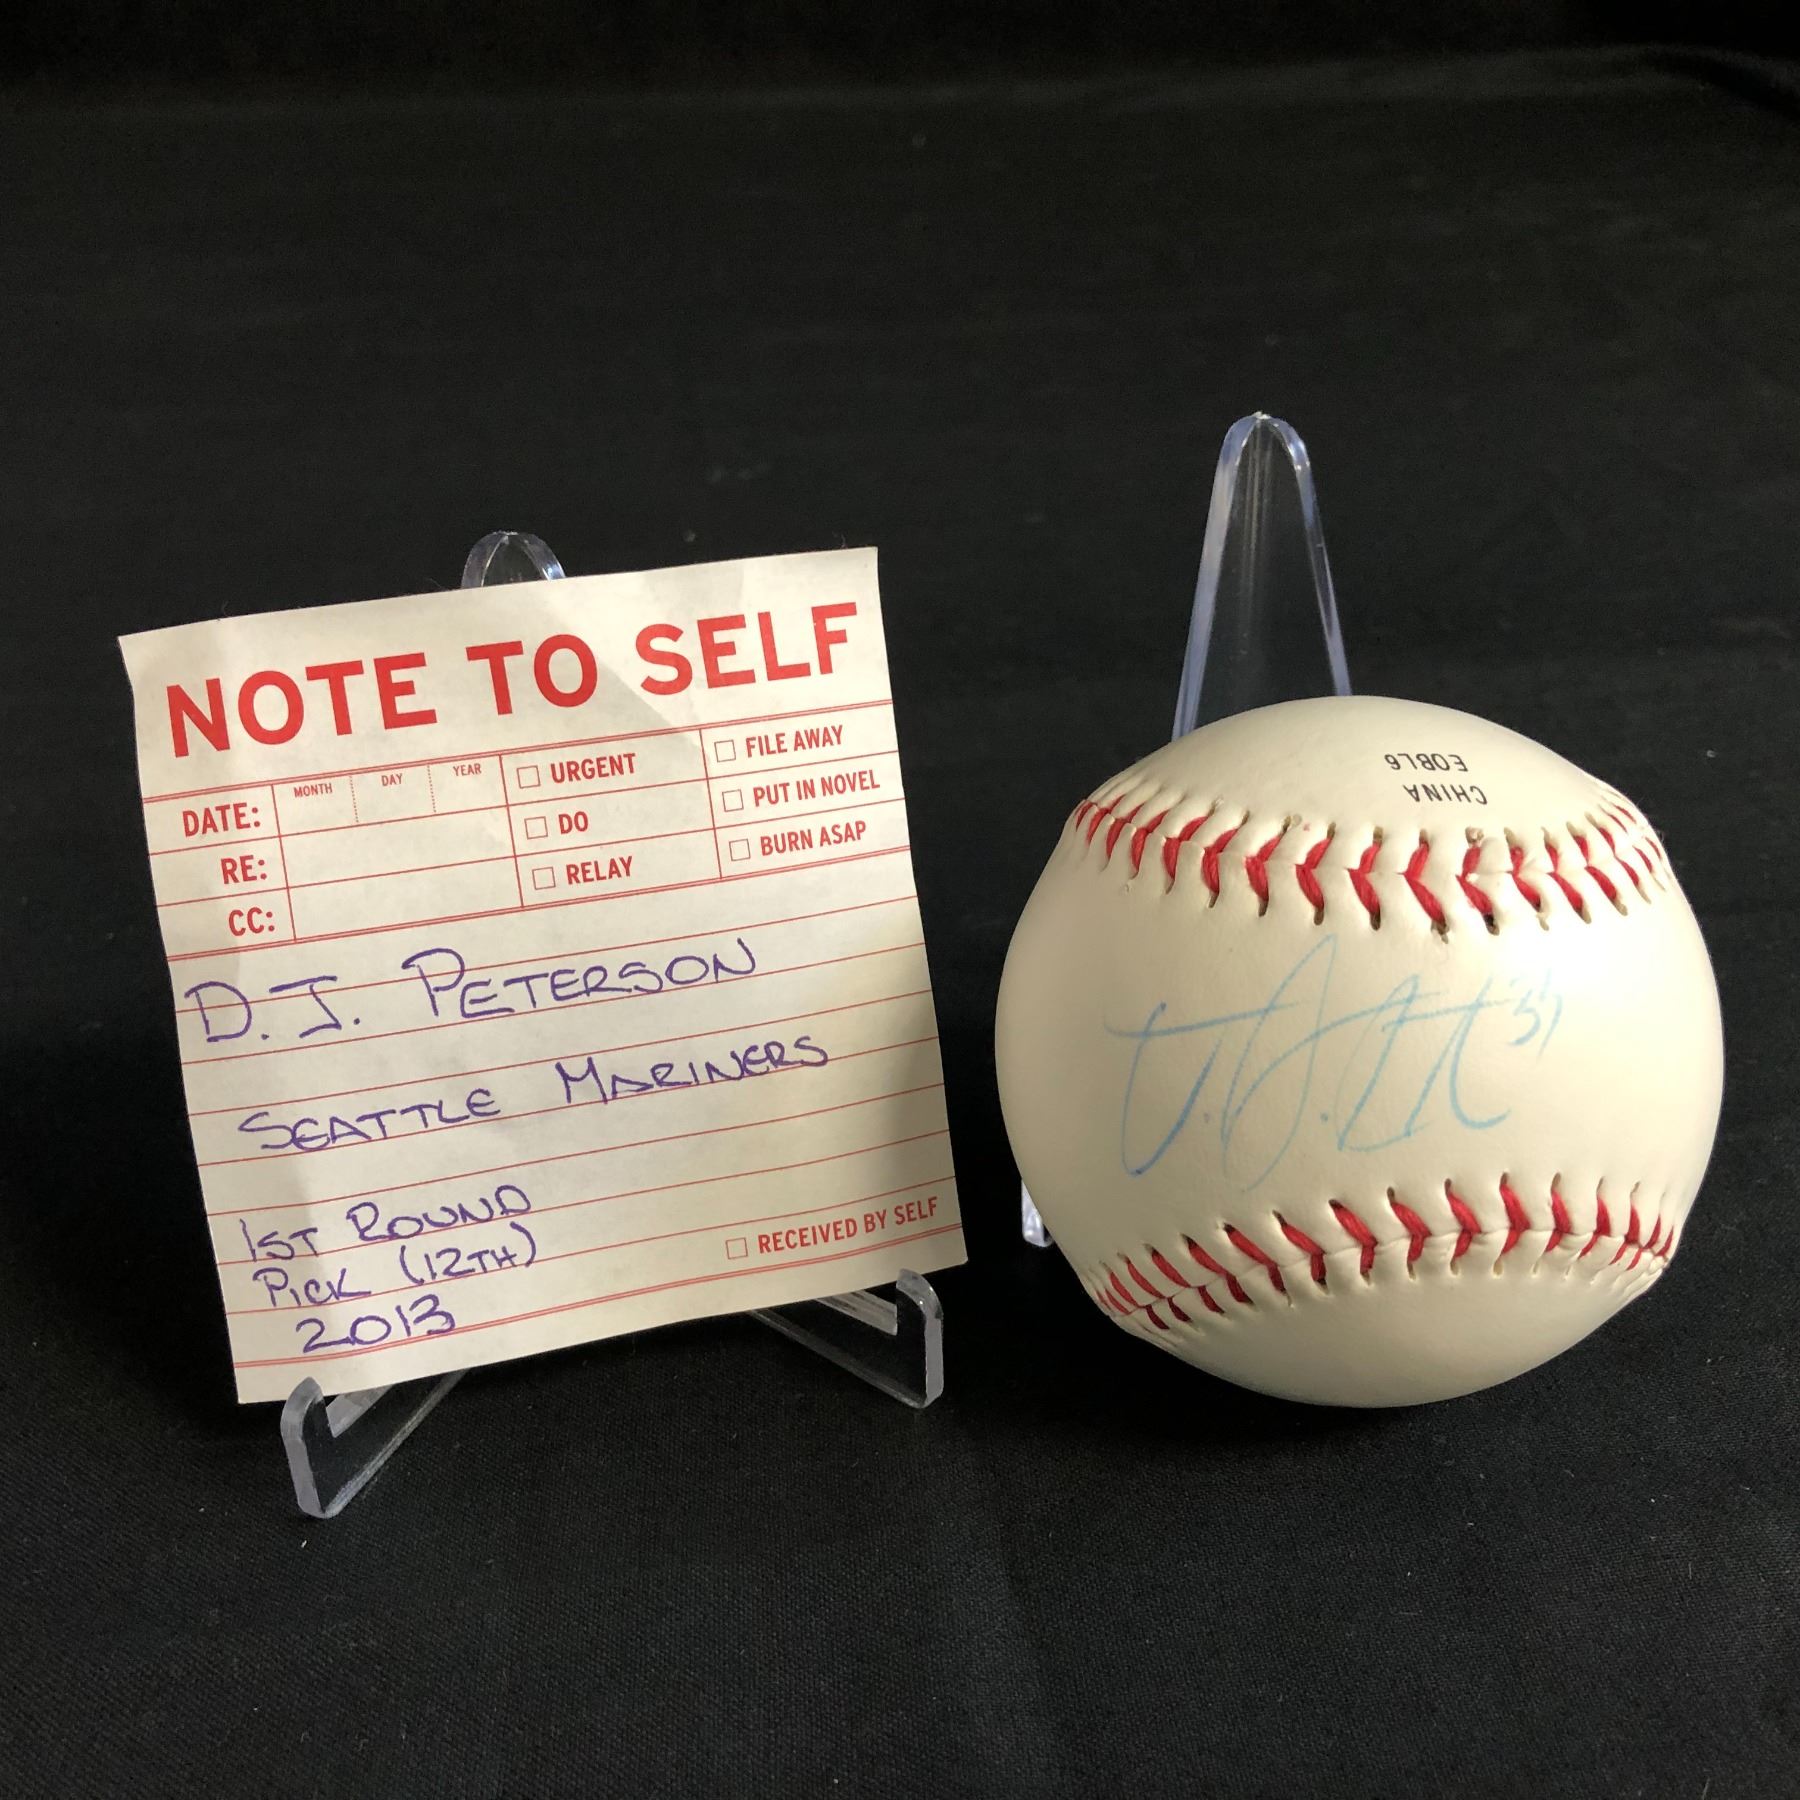 NOTE TO SELF
DATE: MONTH DAY YEAR
RE:
CC:
URGENT
DO
RELAY
FILE AWAY
PUT IN NOVEL
BURN ASAP
D.J. PETERSON
SEATTLE MARINERS
1ST ROUND
PICK (12TH)
2013
RECEIVED BY SELF
CHINA
EOBL6